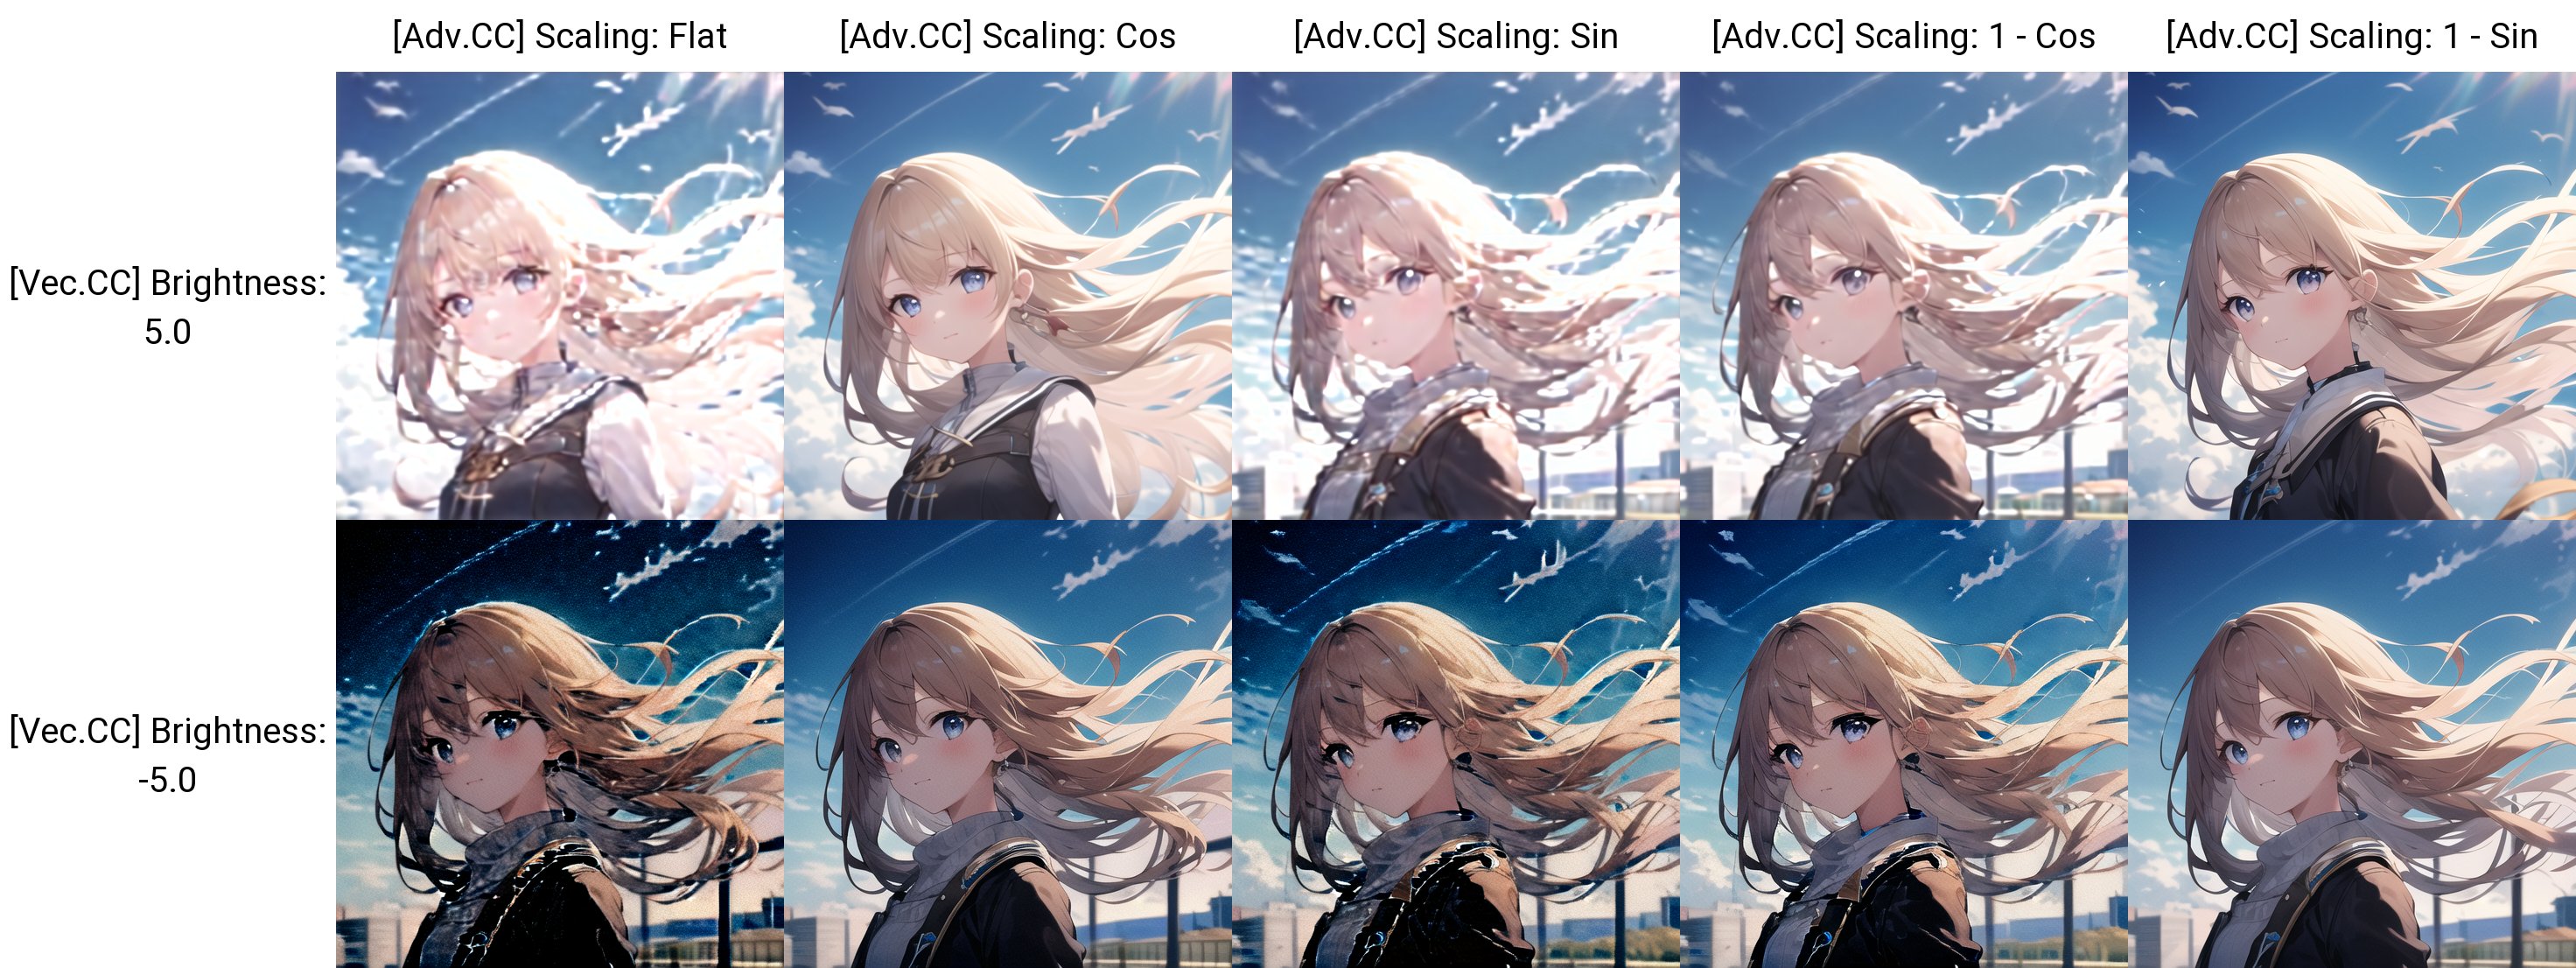 [Adv.CC] Scaling: Flat
[Adv.CC] Scaling: Cos
[Adv.CC] Scaling: Sin
[Adv.CC] Scaling: 1 - Cos
[Adv.CC] Scaling: 1 - Sin
[Vec.CC] Brightness:
5.0
[Vec.CC] Brightness:
-5.0